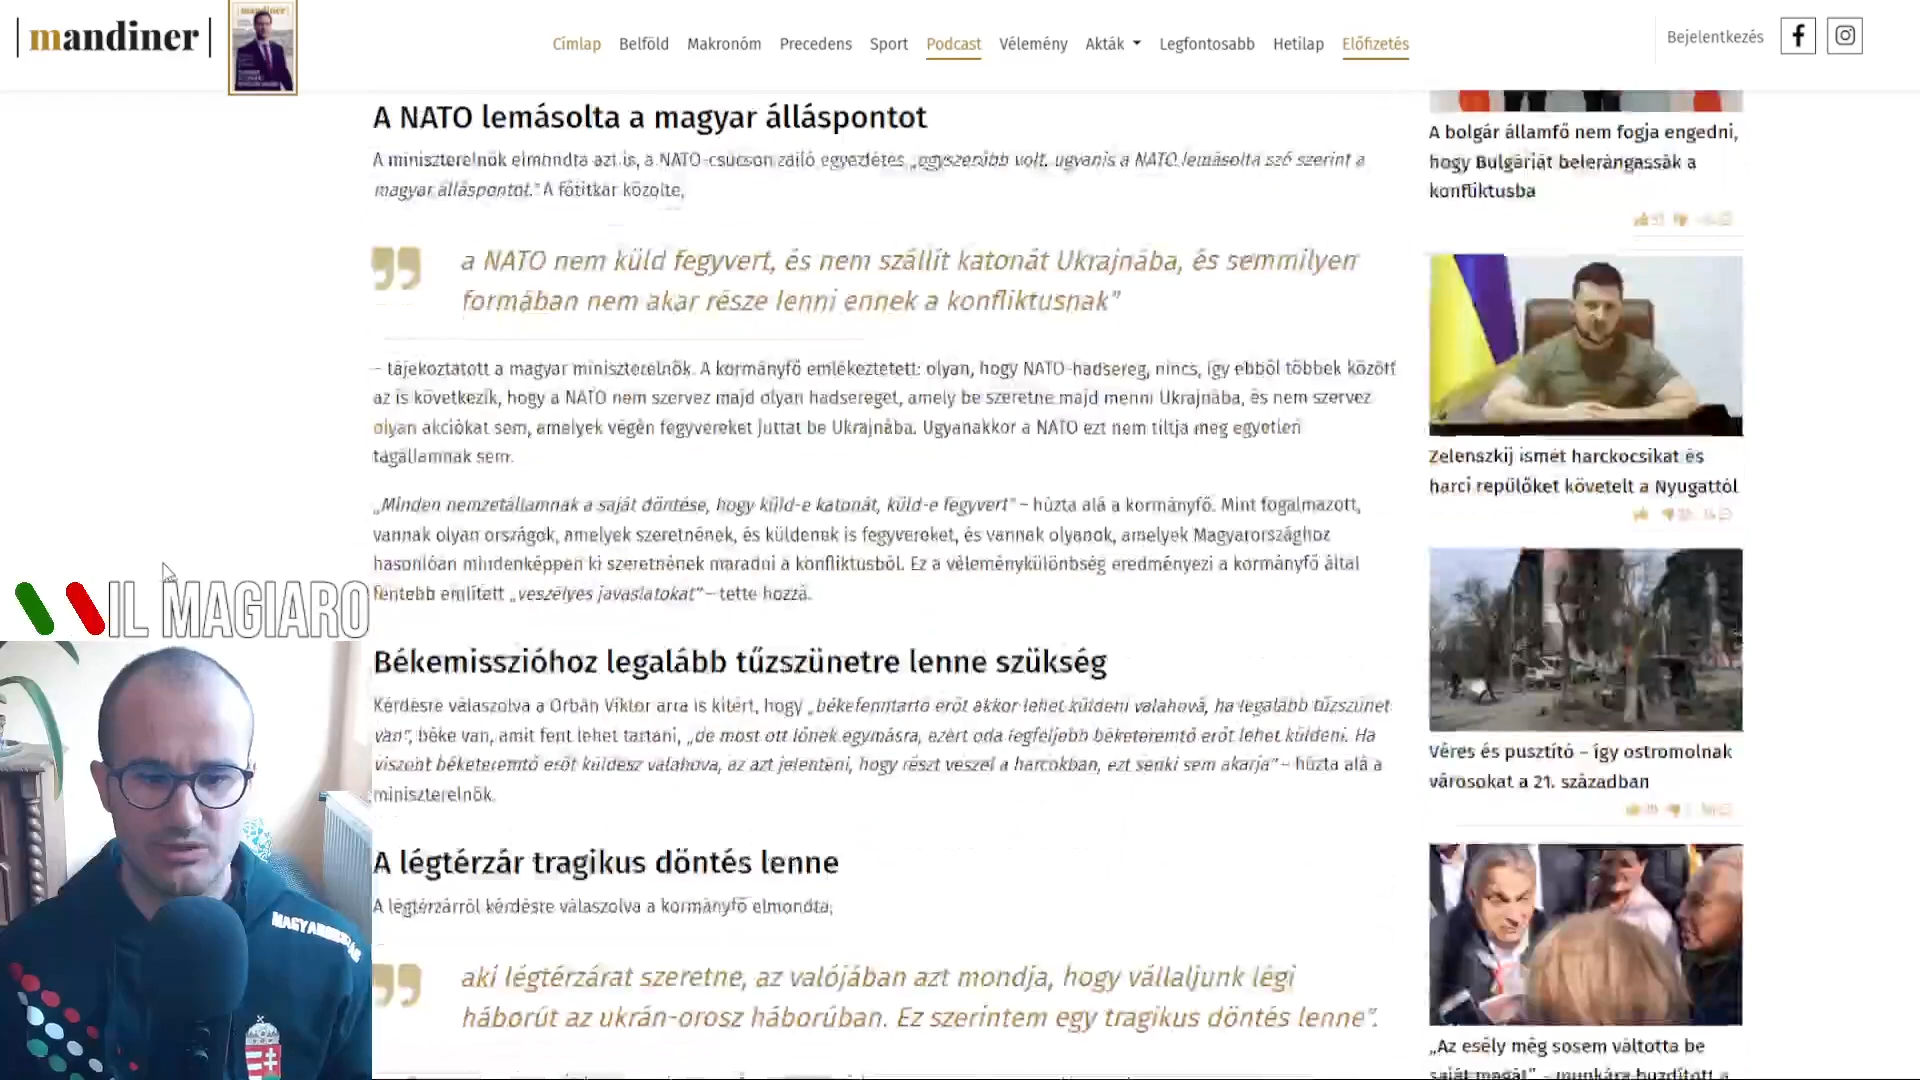 mandiner
Címlap Belföld Makronóm Precedens Sport Podcast Vélemény Akták Legfontosabb Hetilap Előfizetés
Bejelentkezés
A NATO lemásolta a magyar álláspontot
A miniszterelnök elmondta azt is, a NATO-csúcson zajló egyeztetés „egyszerűbb volt, ugyanis a NATO lemásolta szó szerint a
magyar álláspontot.” A főtitkár közölte,
a NATO nem küld fegyvert, és nem szállít katonát Ukrajnába, és semmilyen
formában nem akar része lenni ennek a konfliktusnak”
– tájékoztatott a magyar miniszterelnök. A kormányfő emlékeztetett: olyan, hogy NATO-hadsereg, nincs, így ebből többek között
az is következik, hogy a NATO nem szervez majd olyan hadsereget, amely be szeretne majd menni Ukrajnába, és nem szervez
olyan akciókat sem, amelyek végén fegyvereket juttat be Ukrajnába. Ugyanakkor a NATO ezt nem tiltja meg egyetlen
tagállamnak sem.
„Minden nemzetállamnak a saját döntése, hogy küld-e katonát, küld-e fegyvert” – húzta alá a kormányfő. Mint fogalmazott,
vannak olyan országok, amelyek szeretnének, és küldenek is fegyvereket, és vannak olyanok, amelyek Magyarországhoz
hasonlóan mindenképpen ki szeretnének maradni a konfliktusból. Ez a véleménykülönbség eredményezi a kormányfő által
fentebb említett „veszélyes javaslatokat” – tette hozzá.
Békemisszióhoz legalább tűzszünetre lenne szükség
Kérdésre válaszolva a Orbán Viktor arra is kitért, hogy „békefenntartó erőt akkor lehet küldeni valahová, ha legalább tűzszünet
van”, béke van, amit fent lehet tartani, „de most ott lőnek egymásra, ezért oda legfeljebb béketeremtő erőt lehet küldeni. Ha
viszont béketeremtő erőt küldesz valahova, az azt jelenteni, hogy részt veszel a harcokban, ezt senki sem akarja” – húzta alá a
miniszterelnök.
A légtérzár tragikus döntés lenne
A légtérzárról kérdésre válaszolva a kormányfő elmondta,
aki légtérzárat szeretne, az valójában azt mondja, hogy vállaljunk légi
háborút az ukrán-orosz háborúban. Ez szerintem egy tragikus döntés lenne”.
A bolgár államfő nem fogja engedni,
hogy Bulgáriát belerángassák a
konfliktusba
Zelenszkij ismét harckocsikat és
harci repülőket követelt a Nyugattól
Véres és pusztító – így ostromolnak
városokat a 21. században
„Az esély még sosem váltotta be
saját magát” – munkára buzdított a
IL MAGIARO
MAGYARORSZÁG